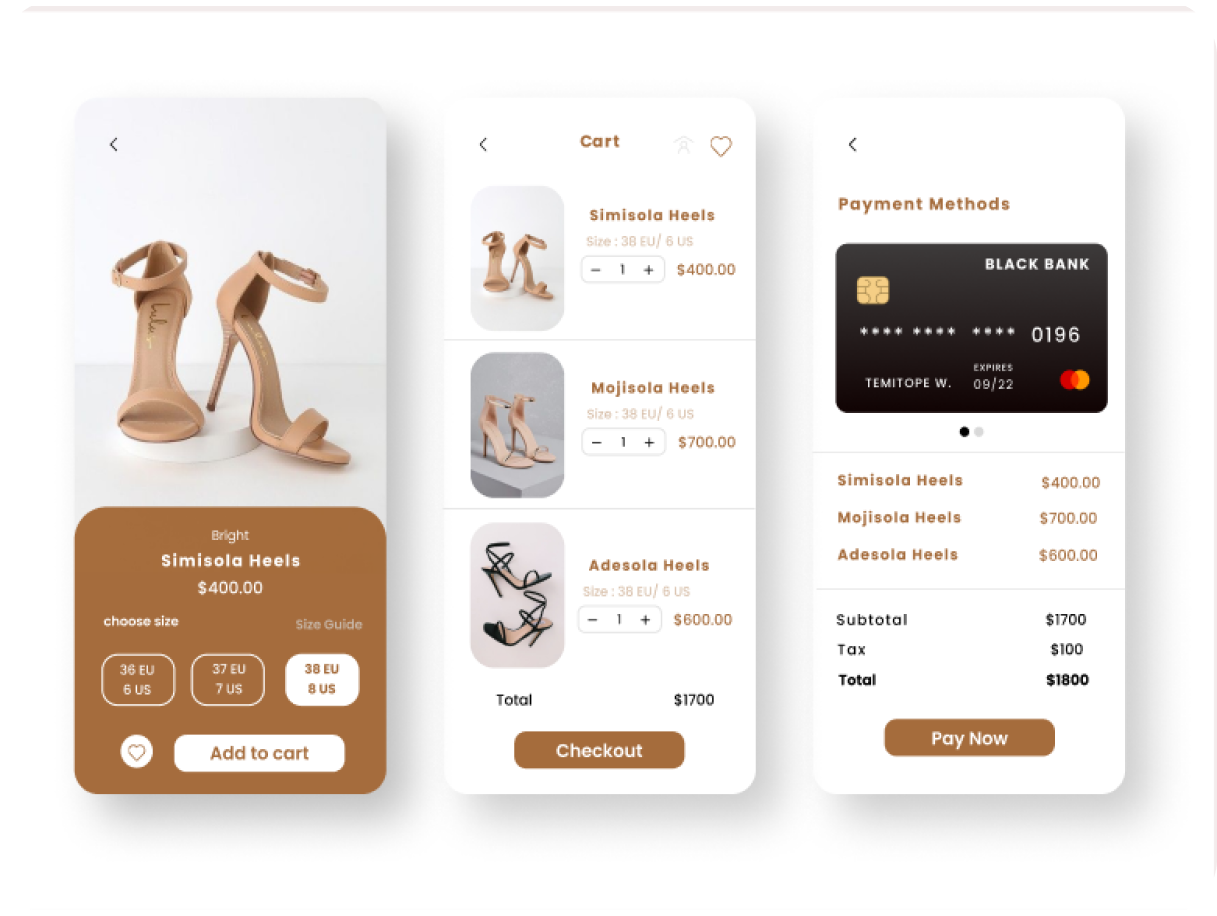 Bright
Simisola Heels
$400.00
choose size
Size Guide
36 EU
6 US
37 EU
7 US
38 EU
8 US
Add to cart
Cart
Simisola Heels
Size : 38 EU/ 6 US
− 1 + $400.00
Mojisola Heels
Size : 38 EU/ 6 US
− 1 + $700.00
Adesola Heels
Size : 38 EU/ 6 US
− 1 + $600.00
Total $1700
Checkout
Payment Methods
BLACK BANK
**** **** **** 0196
EXPIRES
TEMITOPE W. 09/22
Simisola Heels $400.00
Mojisola Heels $700.00
Adesola Heels $600.00
Subtotal $1700
Tax $100
Total $1800
Pay Now